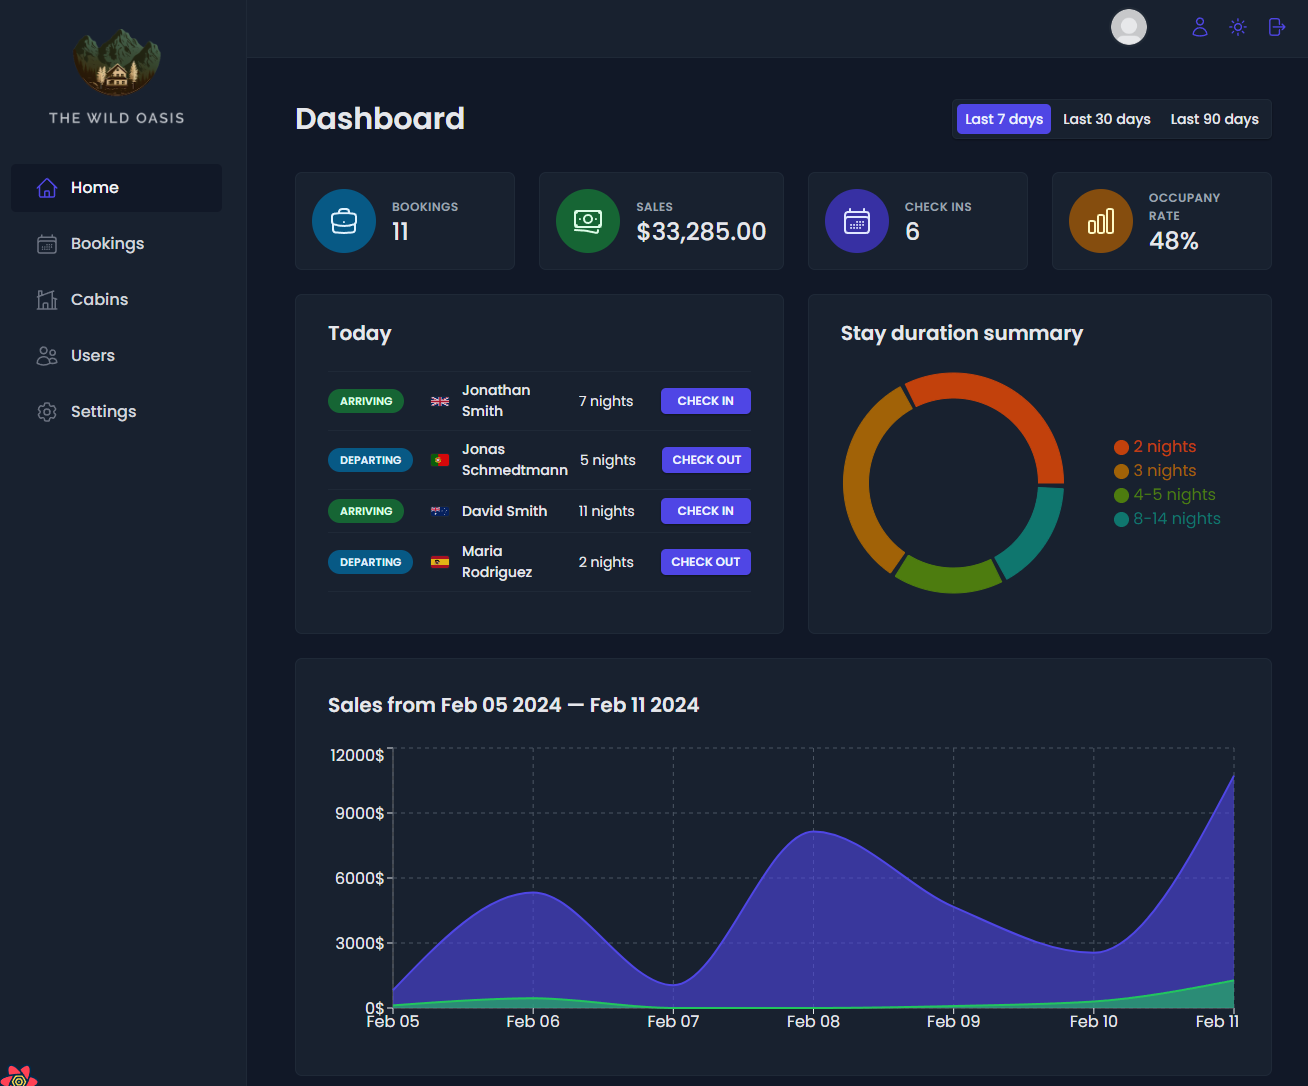 THE WILD OASIS
Home
Bookings
Cabins
Users
Settings
Dashboard
Last 7 days
Last 30 days
Last 90 days
BOOKINGS
11
SALES
$33,285.00
CHECK INS
6
OCCUPANY
RATE
48%
Today
ARRIVING
Jonathan
Smith
7 nights
CHECK IN
DEPARTING
Jonas
Schmedtmann
5 nights
CHECK OUT
ARRIVING
David Smith
11 nights
CHECK IN
DEPARTING
Maria
Rodriguez
2 nights
CHECK OUT
Stay duration summary
2 nights
3 nights
4-5 nights
8-14 nights
Sales from Feb 05 2024 — Feb 11 2024
12000$
9000$
6000$
3000$
0$
Feb 05
Feb 06
Feb 07
Feb 08
Feb 09
Feb 10
Feb 11